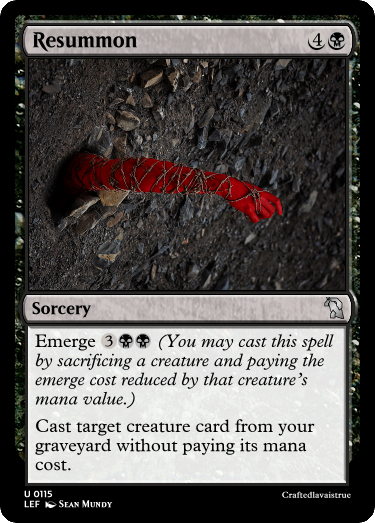 Resummon 4
Sorcery
Emerge 3 (You may cast this spell
by sacrificing a creature and paying the
emerge cost reduced by that creature's
mana value.)
Cast target creature card from your
graveyard without paying its mana
cost.
U 0115
LEF Sean Mundy
Craftedlavaistrue